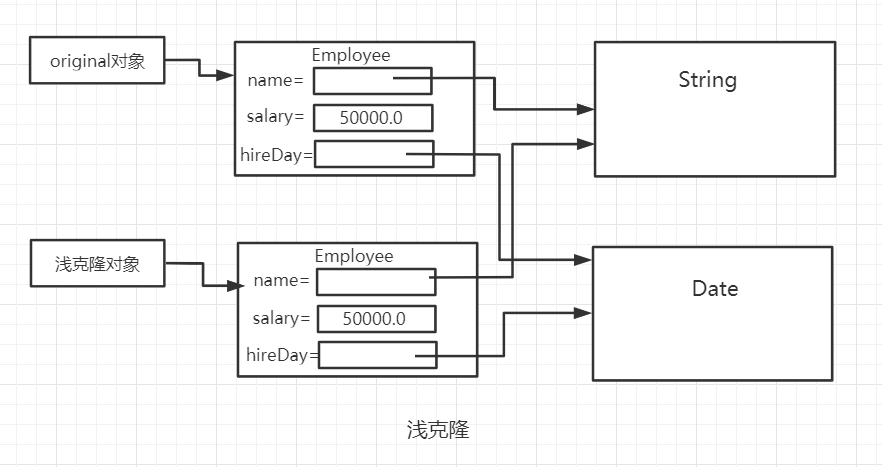 original对象
Employee
name=
salary= 50000.0
hireDay=
String
浅克隆对象
Employee
name=
salary= 50000.0
hireDay=
Date
浅克隆